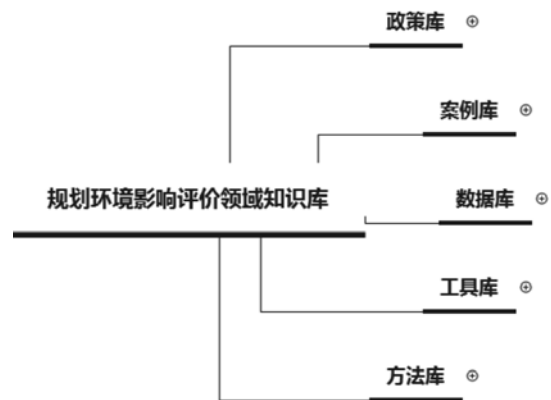 政策库
案例库
规划环境影响评价领域知识库
数据库
工具库
方法库